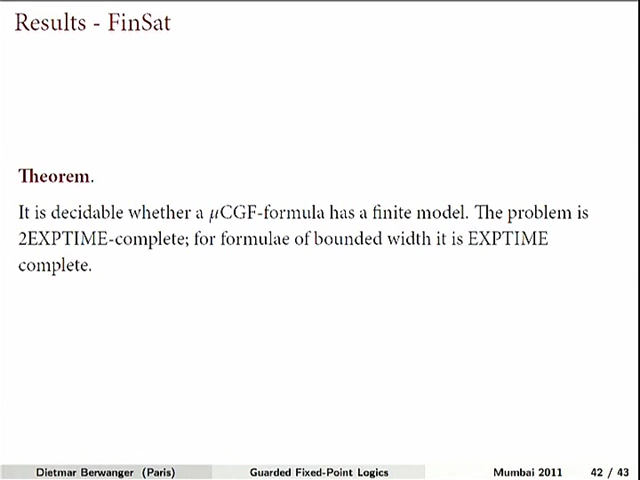 Results - FinSat
Theorem.
It is decidable whether a μCGF-formula has a finite model. The problem is
2EXPTIME-complete; for formulae of bounded width it is EXPTIME
complete.
Dietmar Berwanger (Paris) Guarded Fixed-Point Logics Mumbai 2011 42 / 43